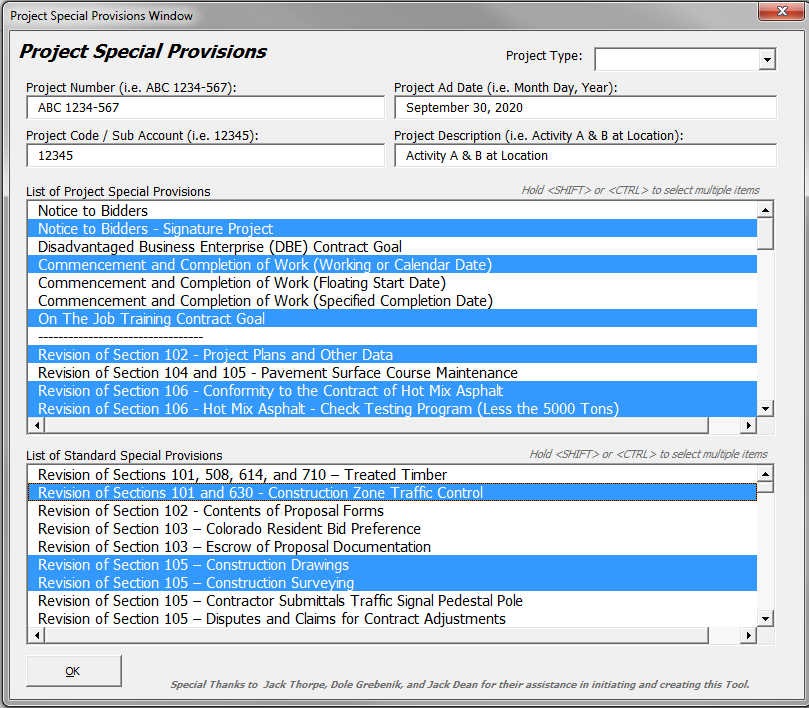 Project Special Provisions Window
Project Special Provisions
Project Type:
Project Number (i.e. ABC 1234-567):
Project Ad Date (i.e. Month Day, Year):
ABC 1234-567
September 30, 2020
Project Code / Sub Account (i.e. 12345):
Project Description (i.e. Activity A & B at Location):
12345
Activity A & B at Location
List of Project Special Provisions
Hold <SHIFT> or <CTRL> to select multiple items
Notice to Bidders
Notice to Bidders - Signature Project
Disadvantaged Business Enterprise (DBE) Contract Goal
Commencement and Completion of Work (Working or Calendar Date)
Commencement and Completion of Work (Floating Start Date)
Commencement and Completion of Work (Specified Completion Date)
On The Job Training Contract Goal
---------------------------------
Revision of Section 102 - Project Plans and Other Data
Revision of Section 104 and 105 - Pavement Surface Course Maintenance
Revision of Section 106 - Conformity to the Contract of Hot Mix Asphalt
Revision of Section 106 - Hot Mix Asphalt - Check Testing Program (Less the 5000 Tons)
List of Standard Special Provisions
Hold <SHIFT> or <CTRL> to select multiple items
Revision of Sections 101, 508, 614, and 710 – Treated Timber
Revision of Sections 101 and 630 - Construction Zone Traffic Control
Revision of Section 102 - Contents of Proposal Forms
Revision of Section 103 – Colorado Resident Bid Preference
Revision of Section 103 – Escrow of Proposal Documentation
Revision of Section 105 – Construction Drawings
Revision of Section 105 – Construction Surveying
Revision of Section 105 – Contractor Submittals Traffic Signal Pedestal Pole
Revision of Section 105 – Disputes and Claims for Contract Adjustments
OK
Special Thanks to Jack Thorpe, Dole Grebenik, and Jack Dean for their assistance in initiating and creating this Tool.